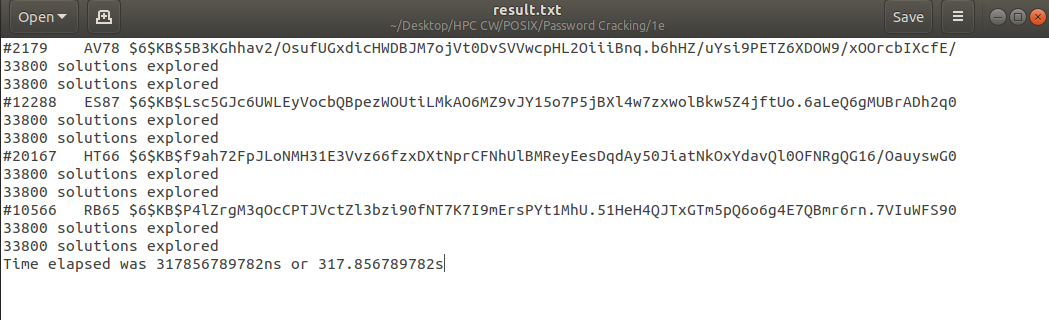 Open
result.txt
~/Desktop/HPC CW/POSIX/Password Cracking/1e
Save
#2179 AV78 $6$KB$5B3KGhhav2/OsufUGxdicHWDBJM7ojVt0DvSVVwcpHL2OiiiBnq.b6hHZ/uYsi9PETZ6XDOW9/xOOrcbIXcfE/
33800 solutions explored
33800 solutions explored
#12288 ES87 $6$KB$Lsc5GJc6UWLEyVocbQBpezWOUtiLMkAO6MZ9vJY15o7P5jBXl4w7zxwolBkw5Z4jftUo.6aLeQ6gMUBrADh2q0
33800 solutions explored
33800 solutions explored
#20167 HT66 $6$KB$f9ah72FpJLoNMH31E3Vvz66fzxDXtNprCFNhUlBMReyEesDqdAy50JiatNkOxYdavQl0OFNRgQG16/OauyswG0
33800 solutions explored
33800 solutions explored
#10566 RB65 $6$KB$P4lZrgM3qOcCPTJVctZl3bzi90fNT7K7I9mErsPYt1MhU.51HeH4QJTxGTm5pQ6o6g4E7QBmr6rn.7VIuWFS90
33800 solutions explored
33800 solutions explored
Time elapsed was 317856789782ns or 317.856789782s